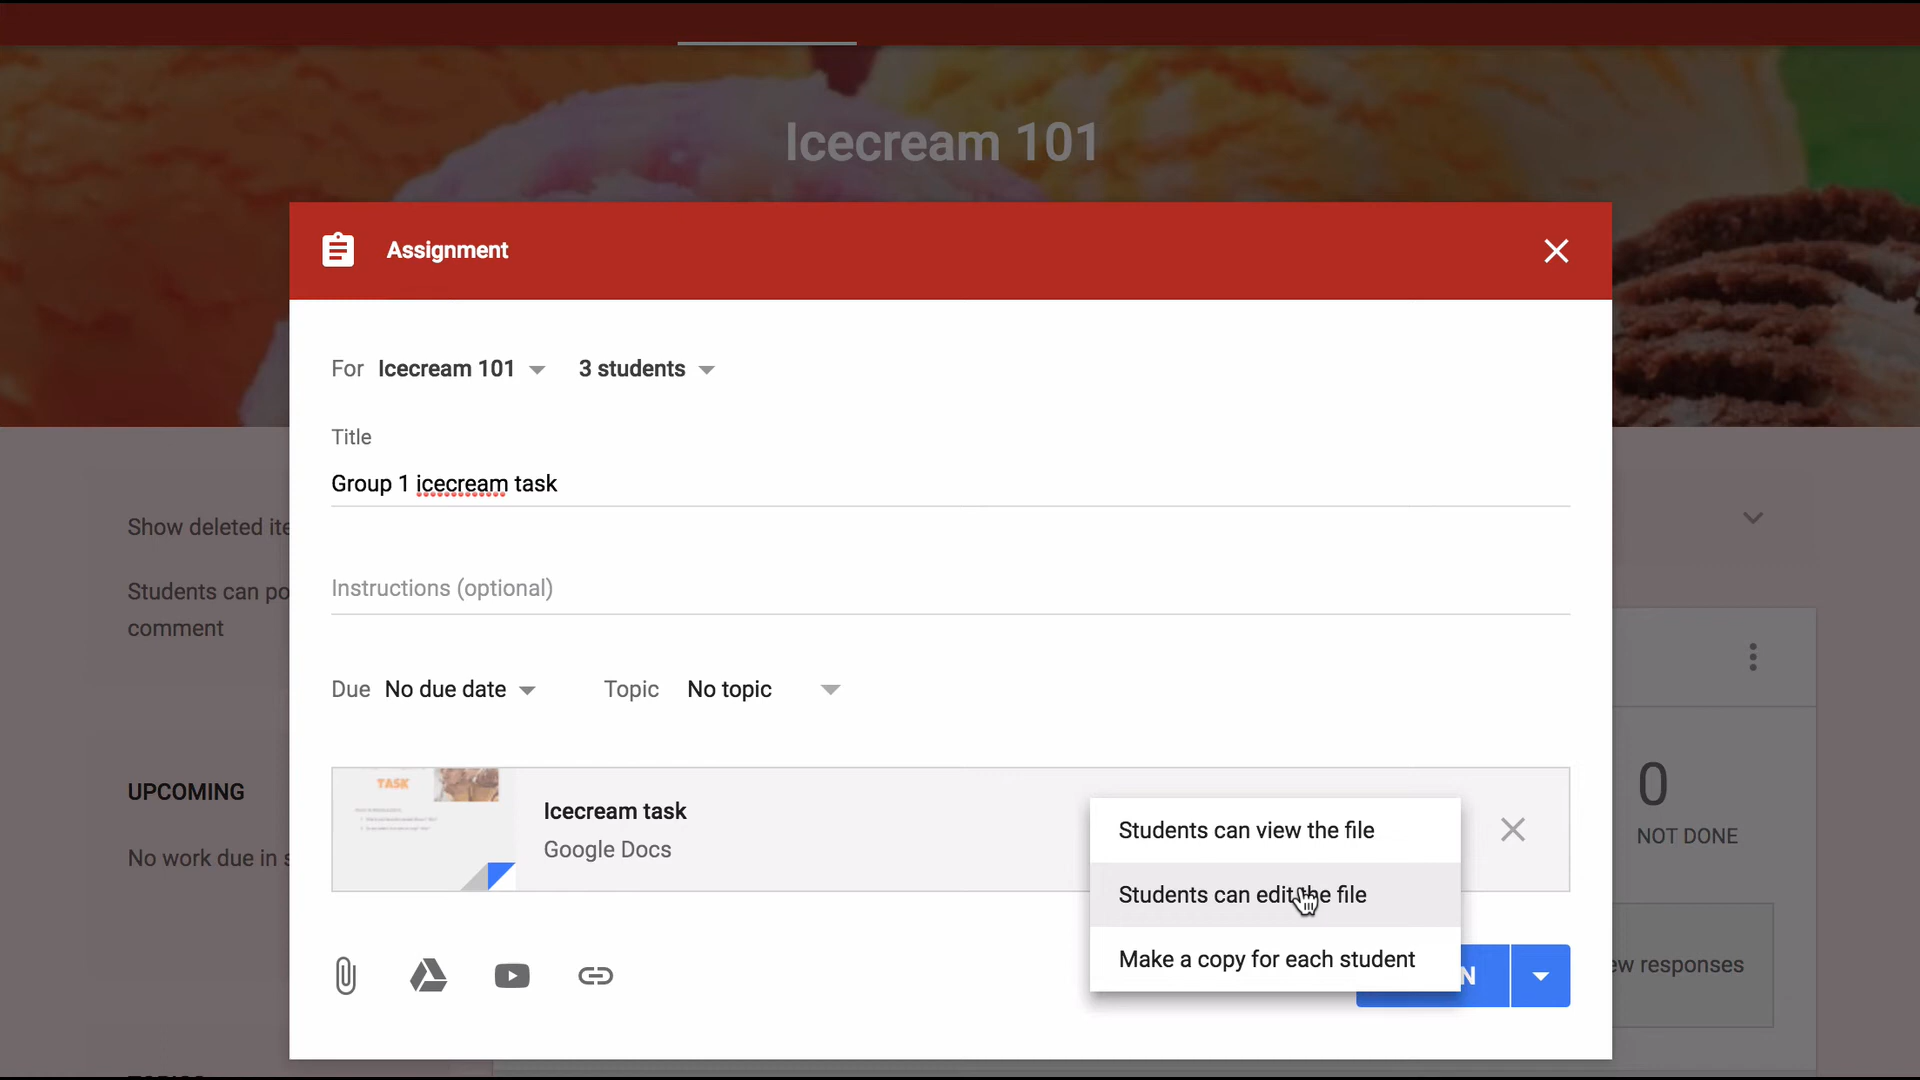 Icecream 101
Assignment
For Icecream 101 3 students
Title
Group 1 icecream task
Show deleted ite
Instructions (optional)
Students can po
comment
Due No due date Topic No topic
TASK
Icecream task
Google Docs
Students can view the file
Students can edit the file
Make a copy for each student
N
UPCOMING
No work due in s
0
NOT DONE
ew responses